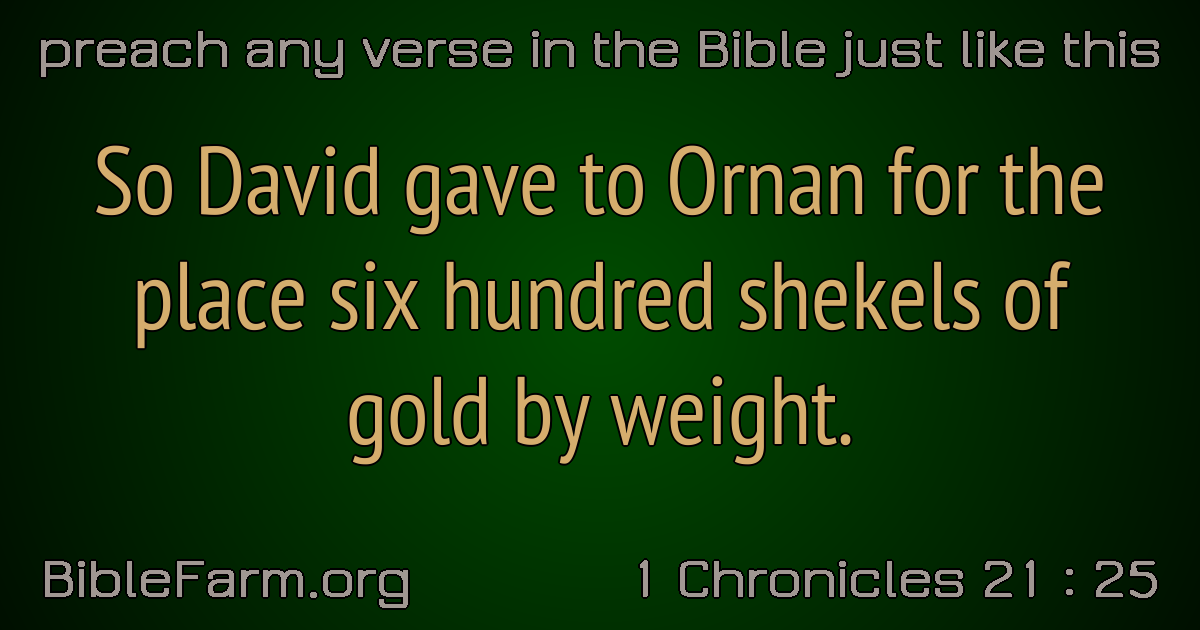 preach any verse in the Bible just like this
So David gave to Ornan for the
place six hundred shekels of
gold by weight.
BibleFarm.org
1 Chronicles 21 : 25